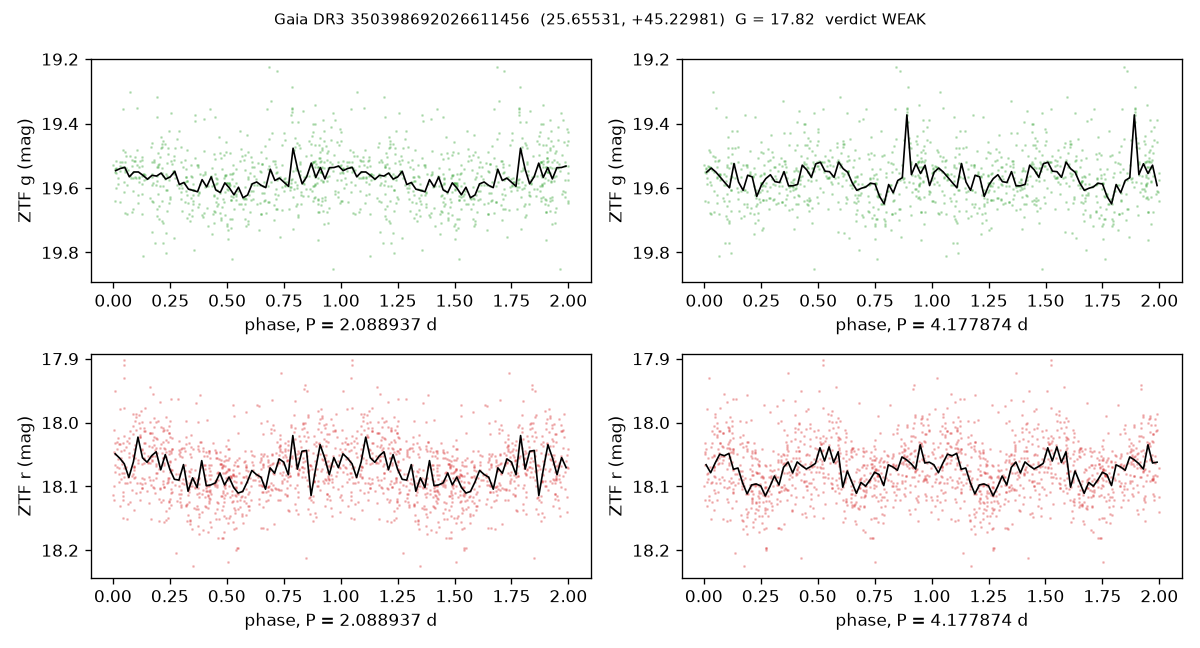 Gaia DR3 350398692026611456 (25.65531, +45.22981) G = 17.82 verdict WEAK
19.2
19.4
19.6
19.8
ZTF g (mag)
0.00 0.25 0.50 0.75 1.00 1.25 1.50 1.75 2.00
phase, P = 2.088937 d
19.2
19.4
19.6
19.8
ZTF g (mag)
0.00 0.25 0.50 0.75 1.00 1.25 1.50 1.75 2.00
phase, P = 4.177874 d
17.9
18.0
18.1
18.2
ZTF r (mag)
0.00 0.25 0.50 0.75 1.00 1.25 1.50 1.75 2.00
phase, P = 2.088937 d
17.9
18.0
18.1
18.2
ZTF r (mag)
0.00 0.25 0.50 0.75 1.00 1.25 1.50 1.75 2.00
phase, P = 4.177874 d